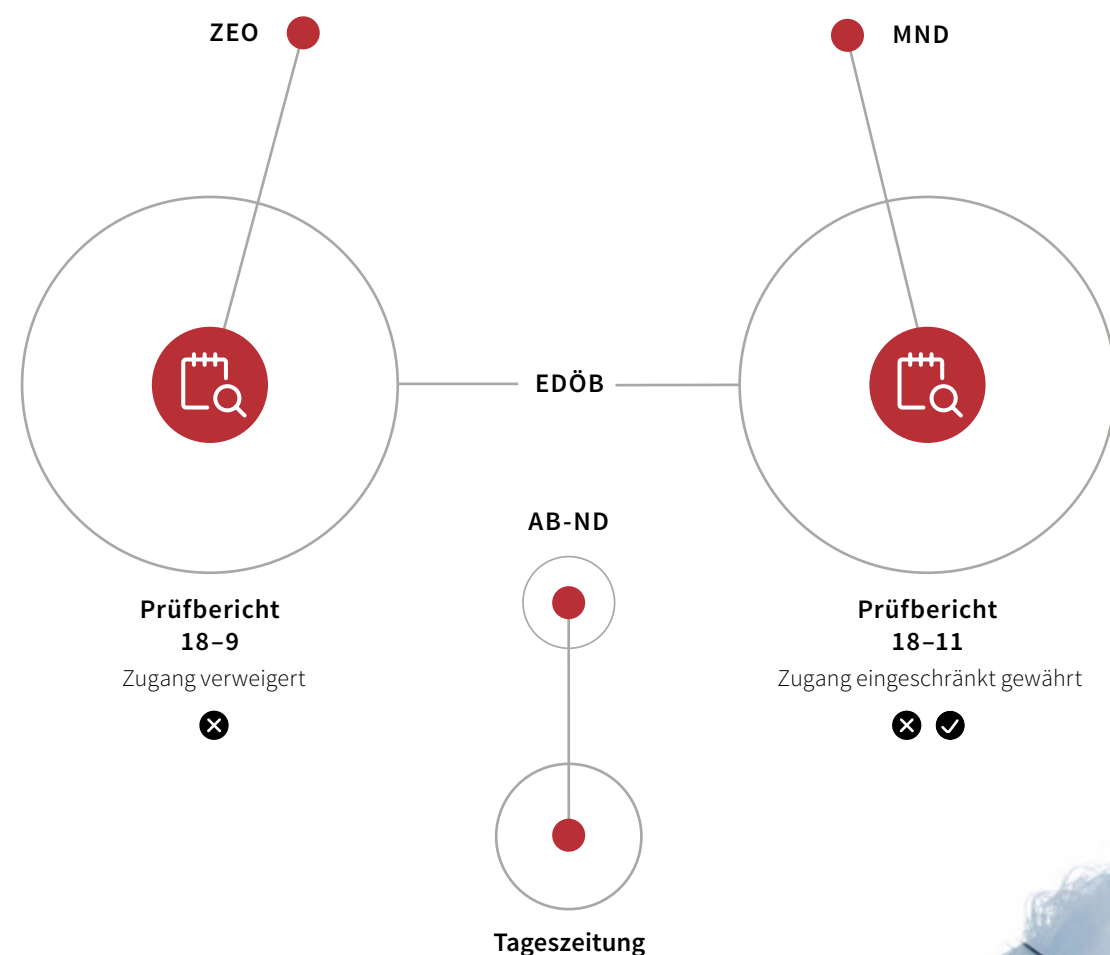 ZEO
MND
EDÖB
AB-ND
Prüfbericht
18–9
Zugang verweigert
Prüfbericht
18–11
Zugang eingeschränkt gewährt
Tageszeitung